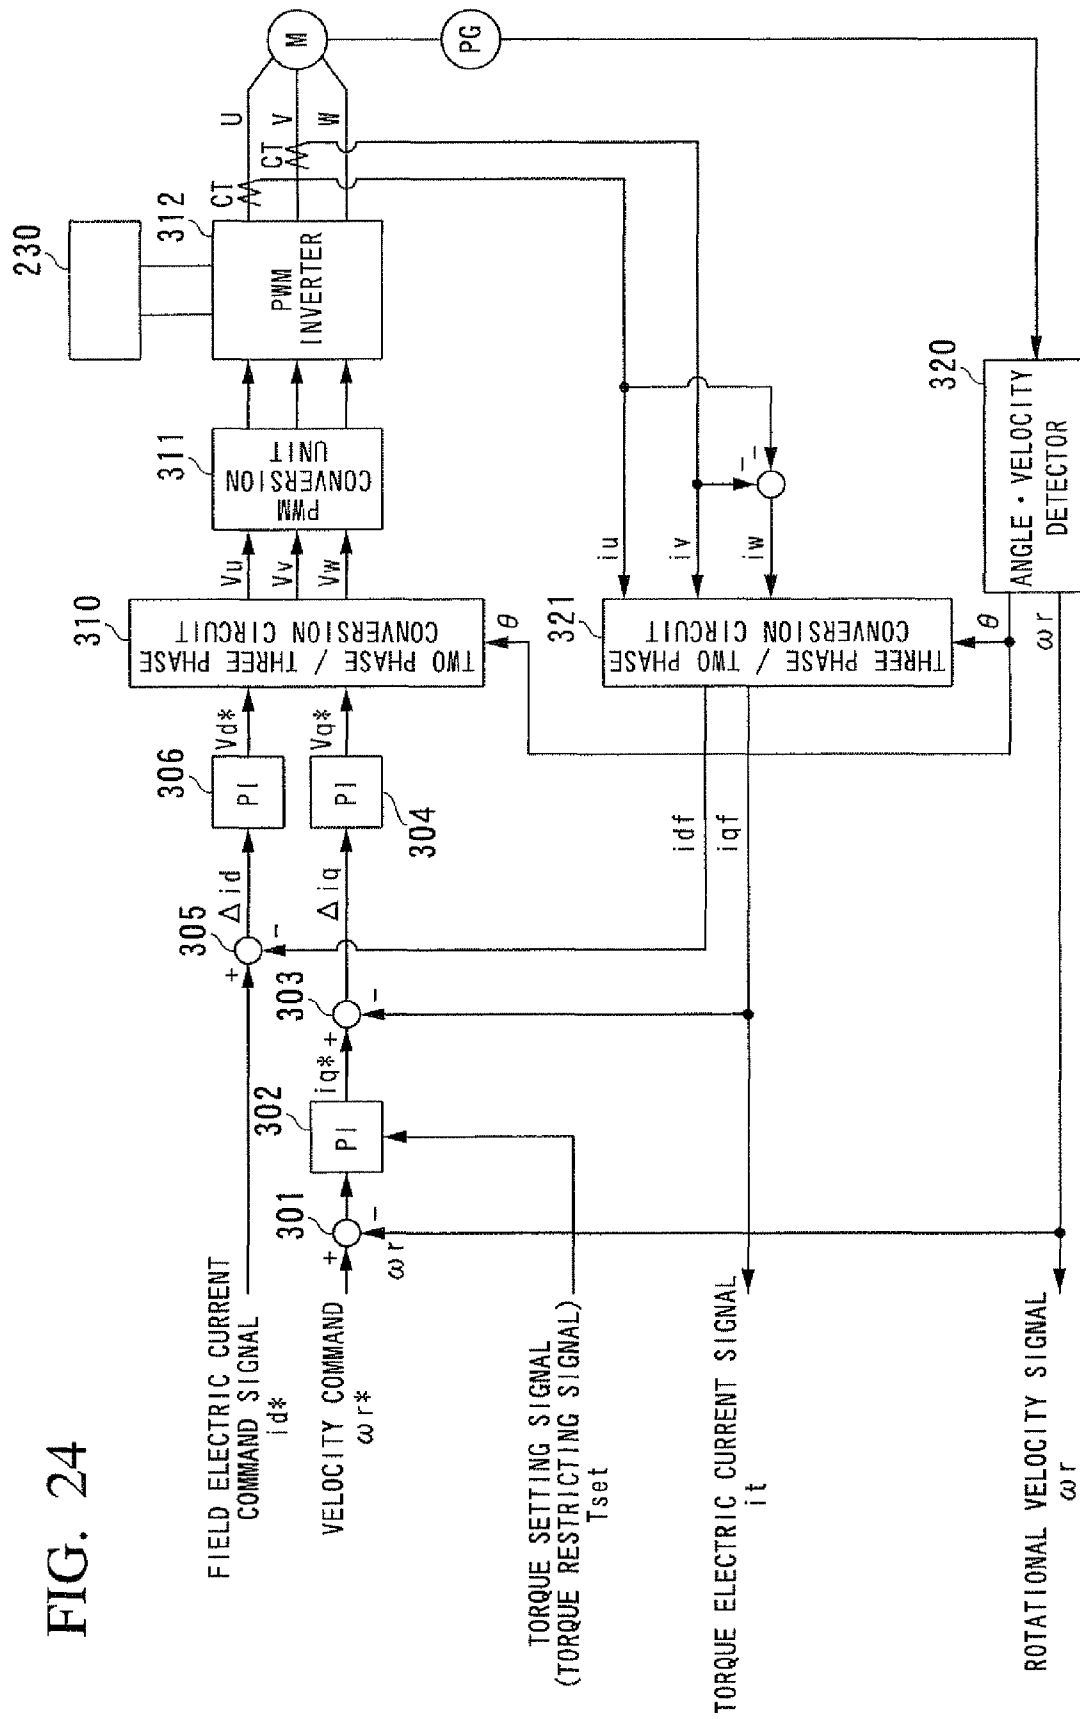 FIG. 24
FIELD ELECTRIC CURRENT
COMMAND SIGNAL
id*
VELOCITY COMMAND
ωr*
TORQUE SETTING SIGNAL
(TORQUE RESTRICTING SIGNAL)
Tset
TORQUE ELECTRIC CURRENT SIGNAL
it
ROTATIONAL VELOCITY SIGNAL
ωr
301
+
-
ωr
302
PI
iq*
303
+
-
Δiq
304
PI
Vq*
305
+
-
Δid
306
PI
Vd*
310
TWO PHASE / THREE PHASE
CONVERSION CIRCUIT
θ
Vu
Vv
Vw
311
PWM
CONVERSION
UNIT
312
PWM
INVERTER
230
CT
CT
U
V
W
M
PG
idf
iqf
321
THREE PHASE / TWO PHASE
CONVERSION CIRCUIT
θ
iu
iv
iw
-
-
320
ANGLE・VELOCITY
DETECTOR
ωr